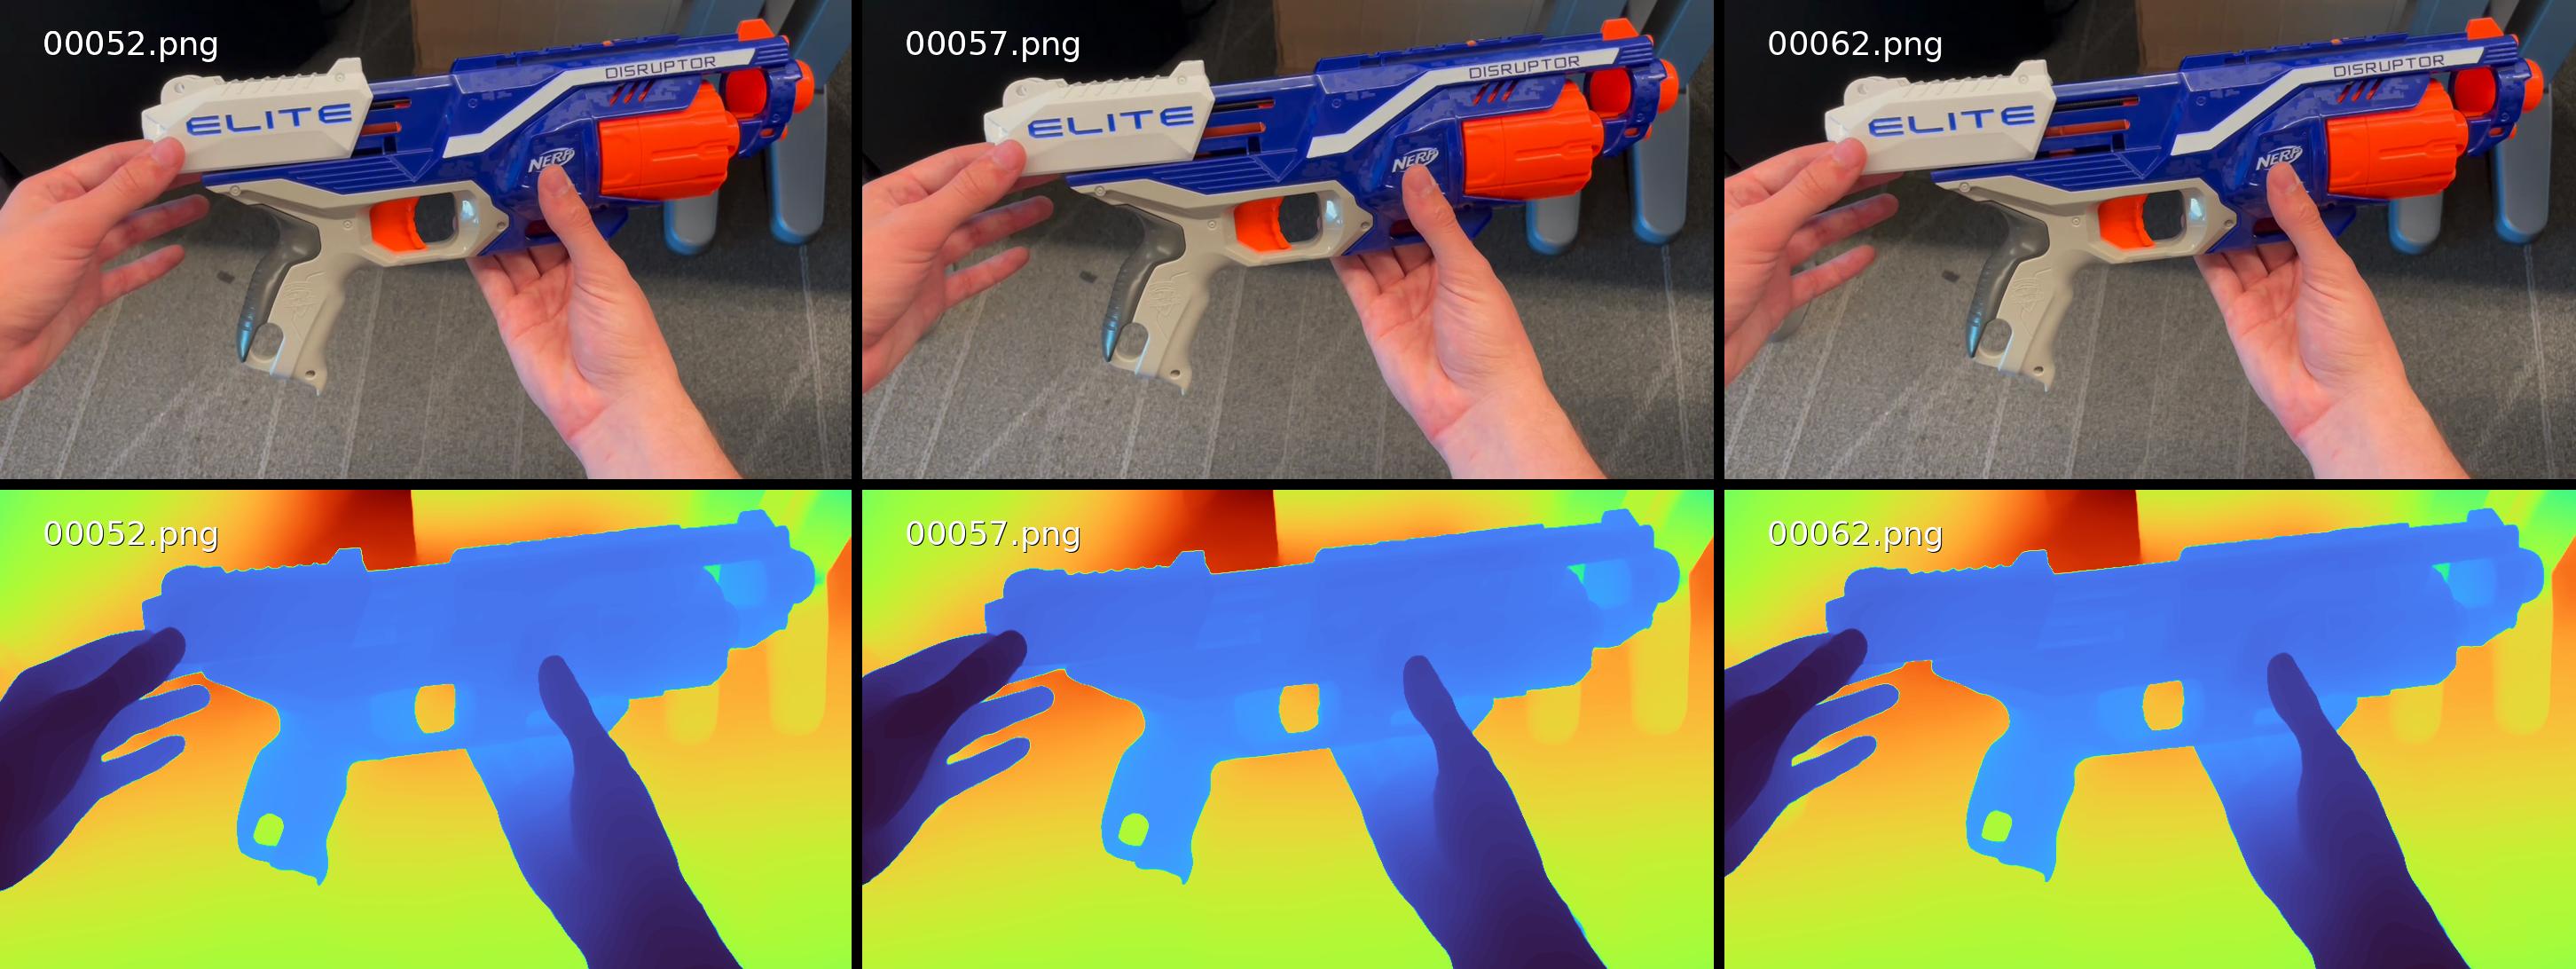 00052.png
DISRUPTOR
ELITE
NERF
00057.png
DISRUPTOR
ELITE
NERF
00062.png
DISRUPTOR
ELITE
NERF
00052.png
00057.png
00062.png